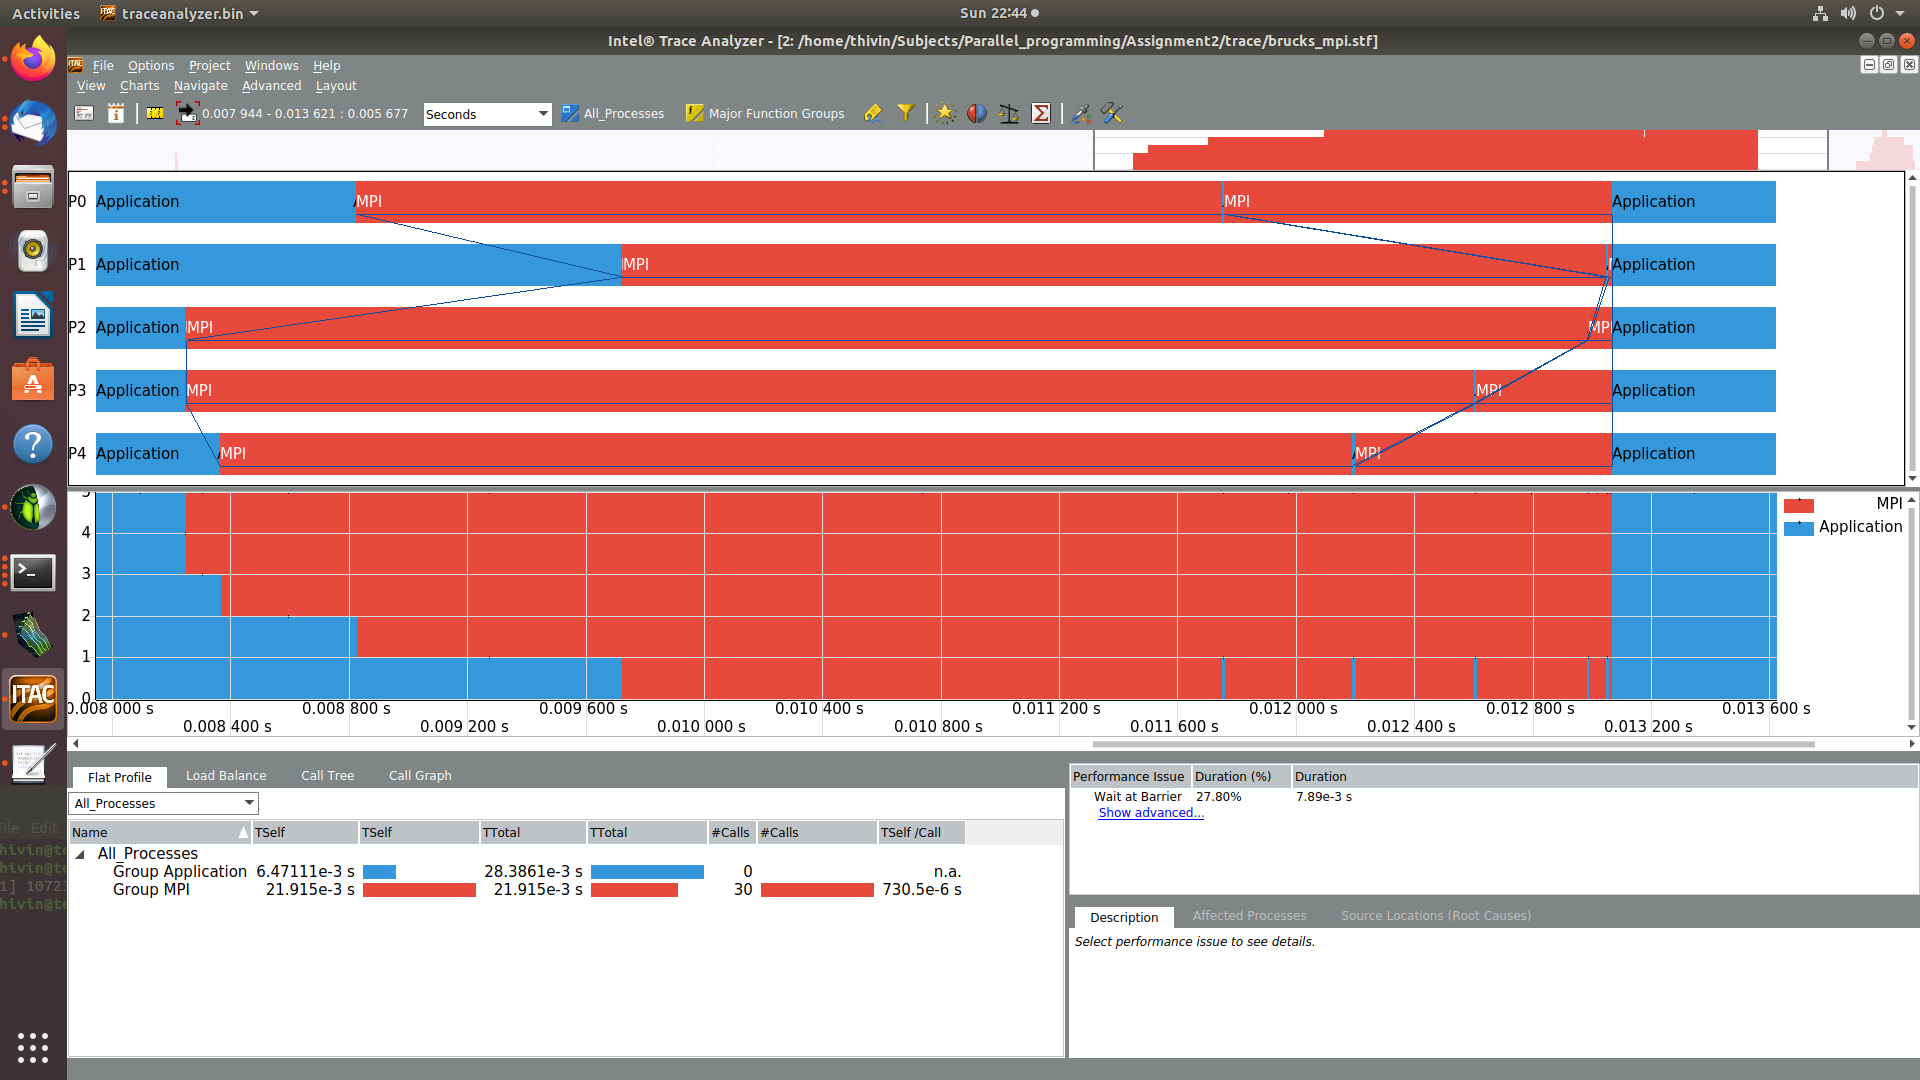 Activities traceanalyzer.bin Sun 22:44
Intel® Trace Analyzer - [2: /home/thivin/Subjects/Parallel_programming/Assignment2/trace/brucks_mpi.stf]
File Options Project Windows Help
View Charts Navigate Advanced Layout
0.007 944 - 0.013 621 : 0.005 677 Seconds All_Processes Major Function Groups
P0 Application MPI MPI Application
P1 Application MPI Application
P2 Application MPI MP Application
P3 Application MPI MPI Application
P4 Application MPI MPI Application
5
4
3
2
1
0
MPI
Application
0.008 000 s 0.008 800 s 0.009 600 s 0.010 400 s 0.011 200 s 0.012 000 s 0.012 800 s 0.013 600 s
0.008 400 s 0.009 200 s 0.010 000 s 0.010 800 s 0.011 600 s 0.012 400 s 0.013 200 s
Flat Profile Load Balance Call Tree Call Graph
All_Processes
Name TSelf TSelf TTotal TTotal #Calls #Calls TSelf /Call
All_Processes
Group Application 6.47111e-3 s 28.3861e-3 s 0 n.a.
Group MPI 21.915e-3 s 21.915e-3 s 30 730.5e-6 s
Performance Issue Duration (%) Duration
Wait at Barrier 27.80% 7.89e-3 s
Show advanced...
Description Affected Processes Source Locations (Root Causes)
Select performance issue to see details.
ITAC
File Edit
hivin@te
hivin@te
1] 10723
hivin@te